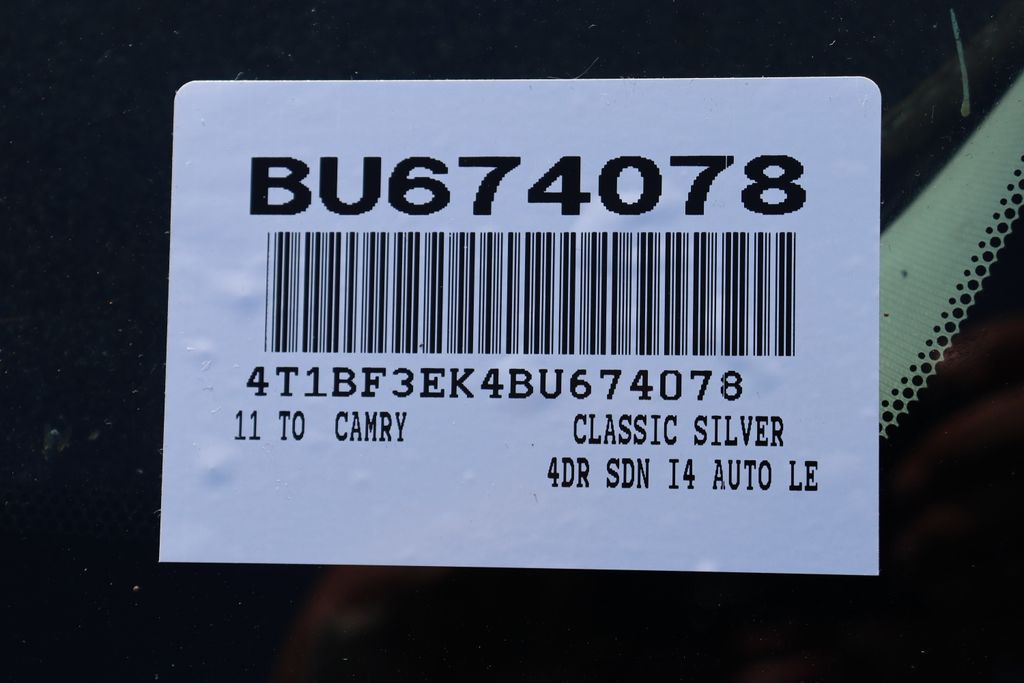 BU674078
4T1BF3EK4BU674078
11 TO CAMRY CLASSIC SILVER
4DR SDN I4 AUTO LE